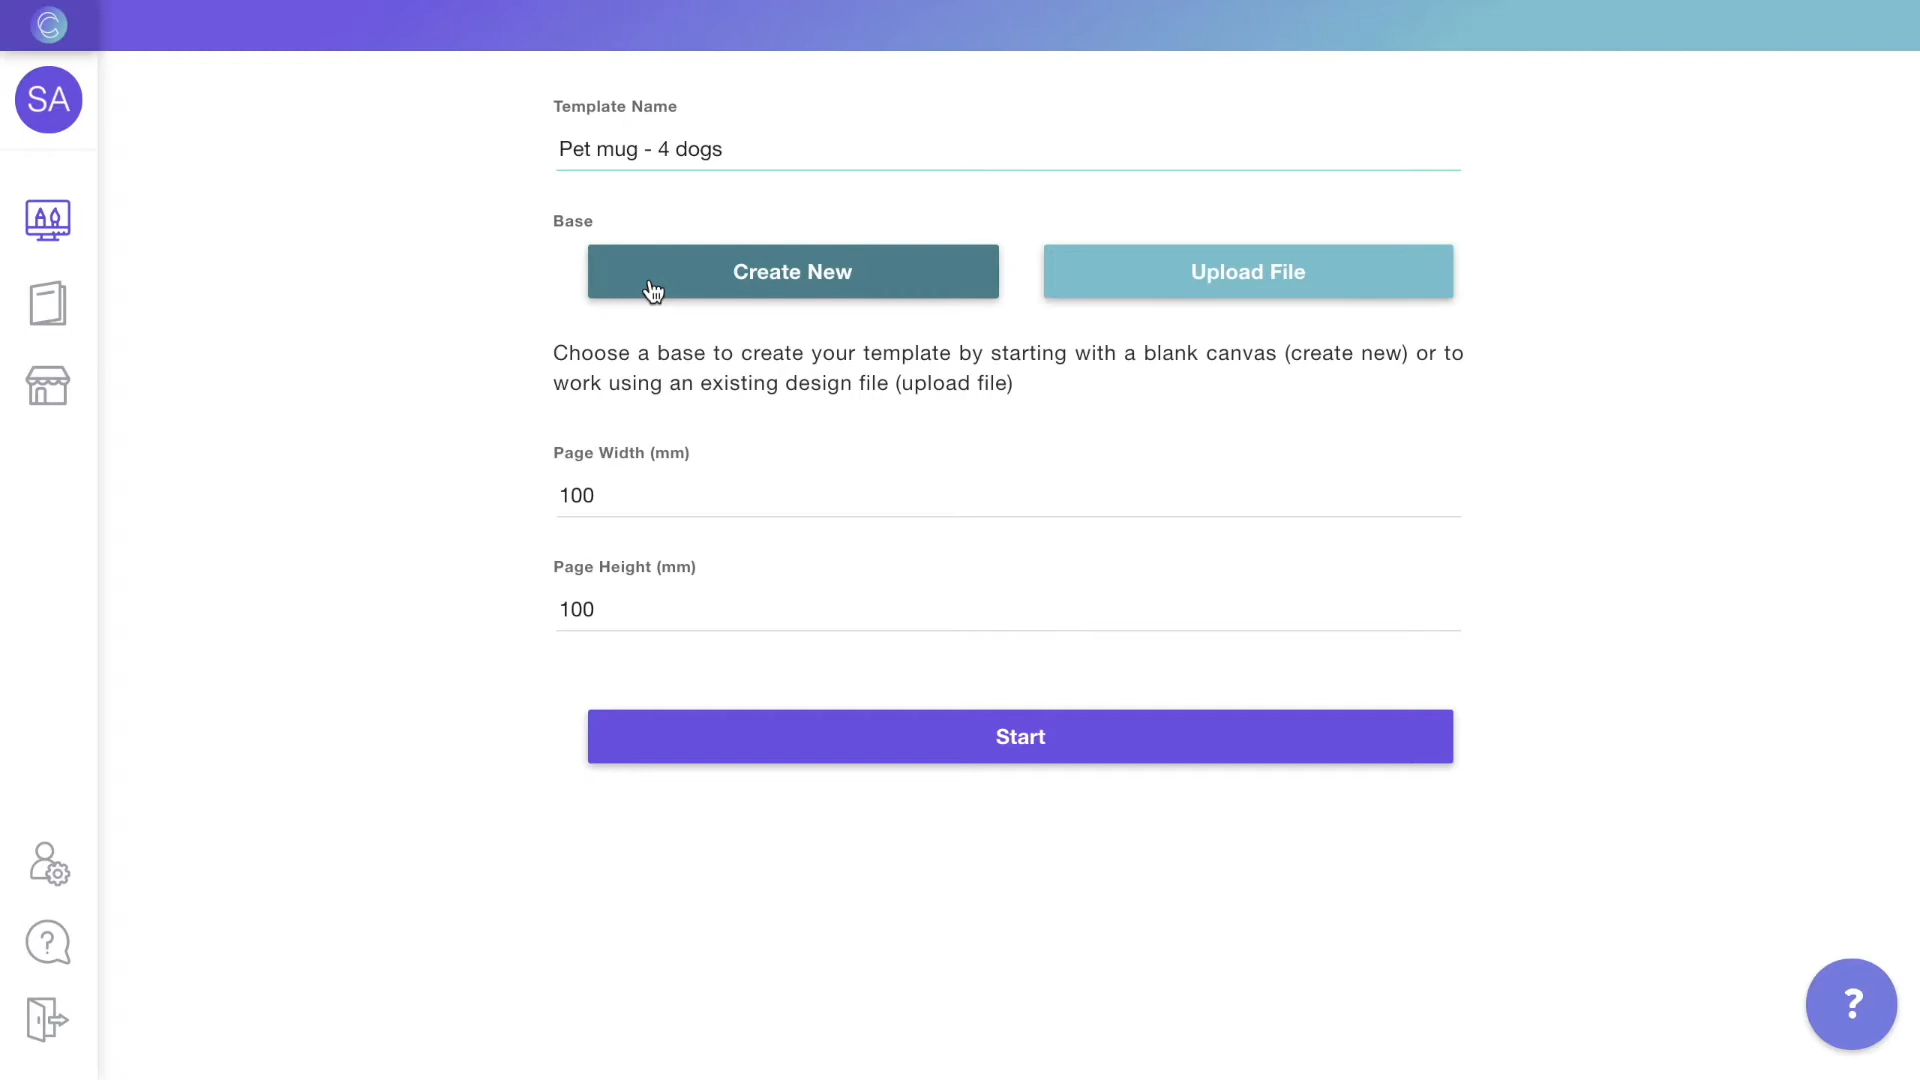 SA
Template Name
Pet mug - 4 dogs
Base
Create New
Upload File
Choose a base to create your template by starting with a blank canvas (create new) or to
work using an existing design file (upload file)
Page Width (mm)
100
Page Height (mm)
100
Start
?
?